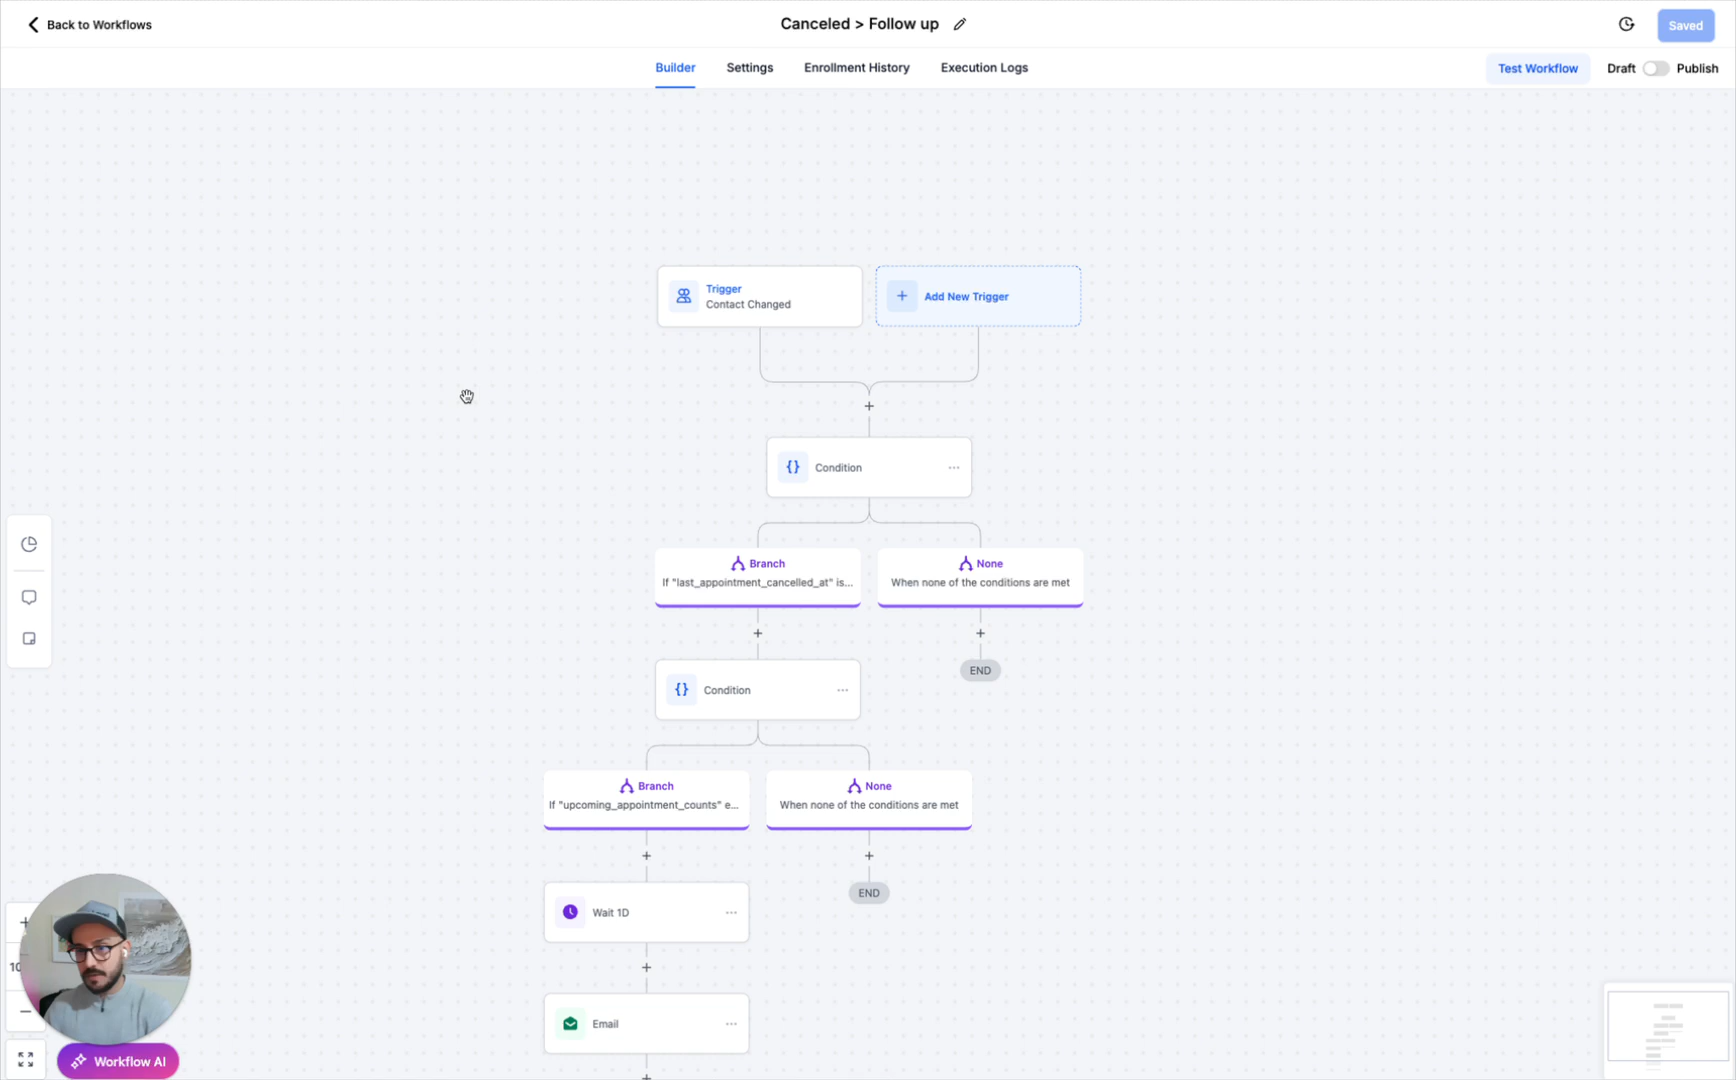 Back to Workflows
Canceled > Follow up
Saved
Builder
Settings
Enrollment History
Execution Logs
Test Workflow
Draft
Publish
Trigger
Contact Changed
Add New Trigger
Condition
Branch
If "last_appointment_cancelled_at" is...
None
When none of the conditions are met
END
Condition
Branch
If "upcoming_appointment_counts" e...
None
When none of the conditions are met
END
Wait 1D
Email
Workflow AI